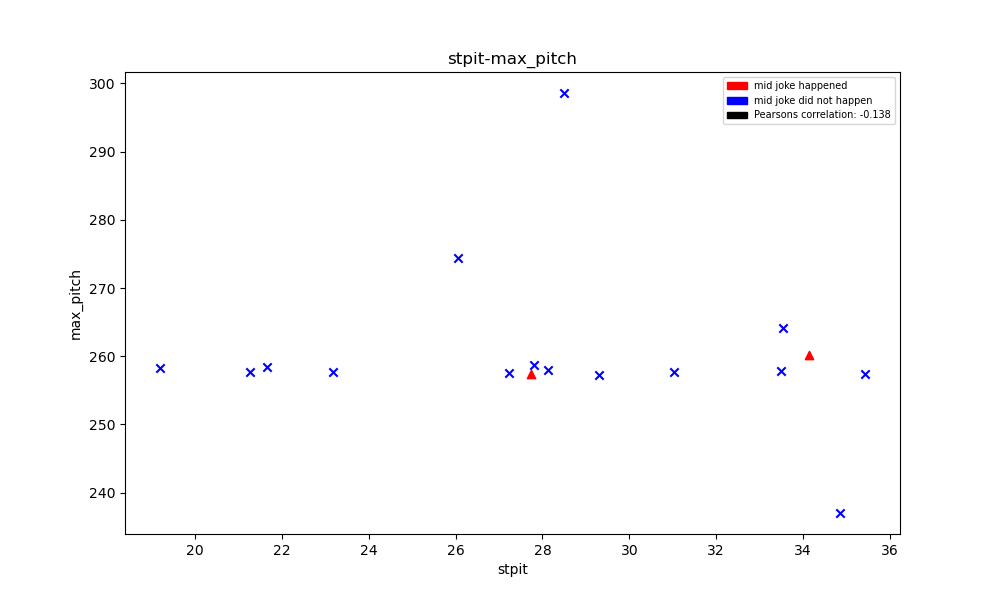 stpit-max_pitch
mid joke happened
mid joke did not happen
Pearsons correlation: -0.138
max_pitch
300
290
280
270
260
250
240
20 22 24 26 28 30 32 34 36
stpit